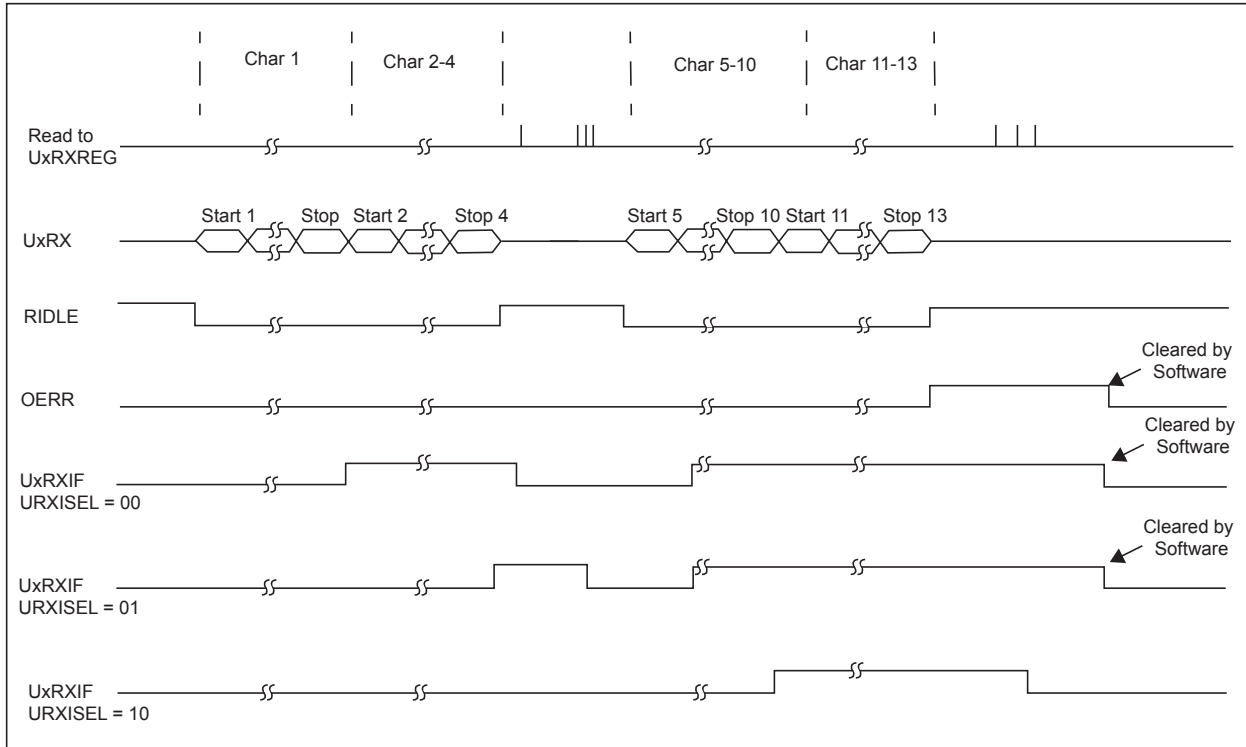 Char 1
Char 2-4
Char 5-10
Char 11-13
Read to
UxRXREG
Start 1
Stop
Start 2
Stop 4
Start 5
Stop 10
Start 11
Stop 13
UxRX
RIDLE
Cleared by
Software
OERR
Cleared by
Software
UxRXIF
URXISEL = 00
Cleared by
Software
UxRXIF
URXISEL = 01
UxRXIF
URXISEL = 10